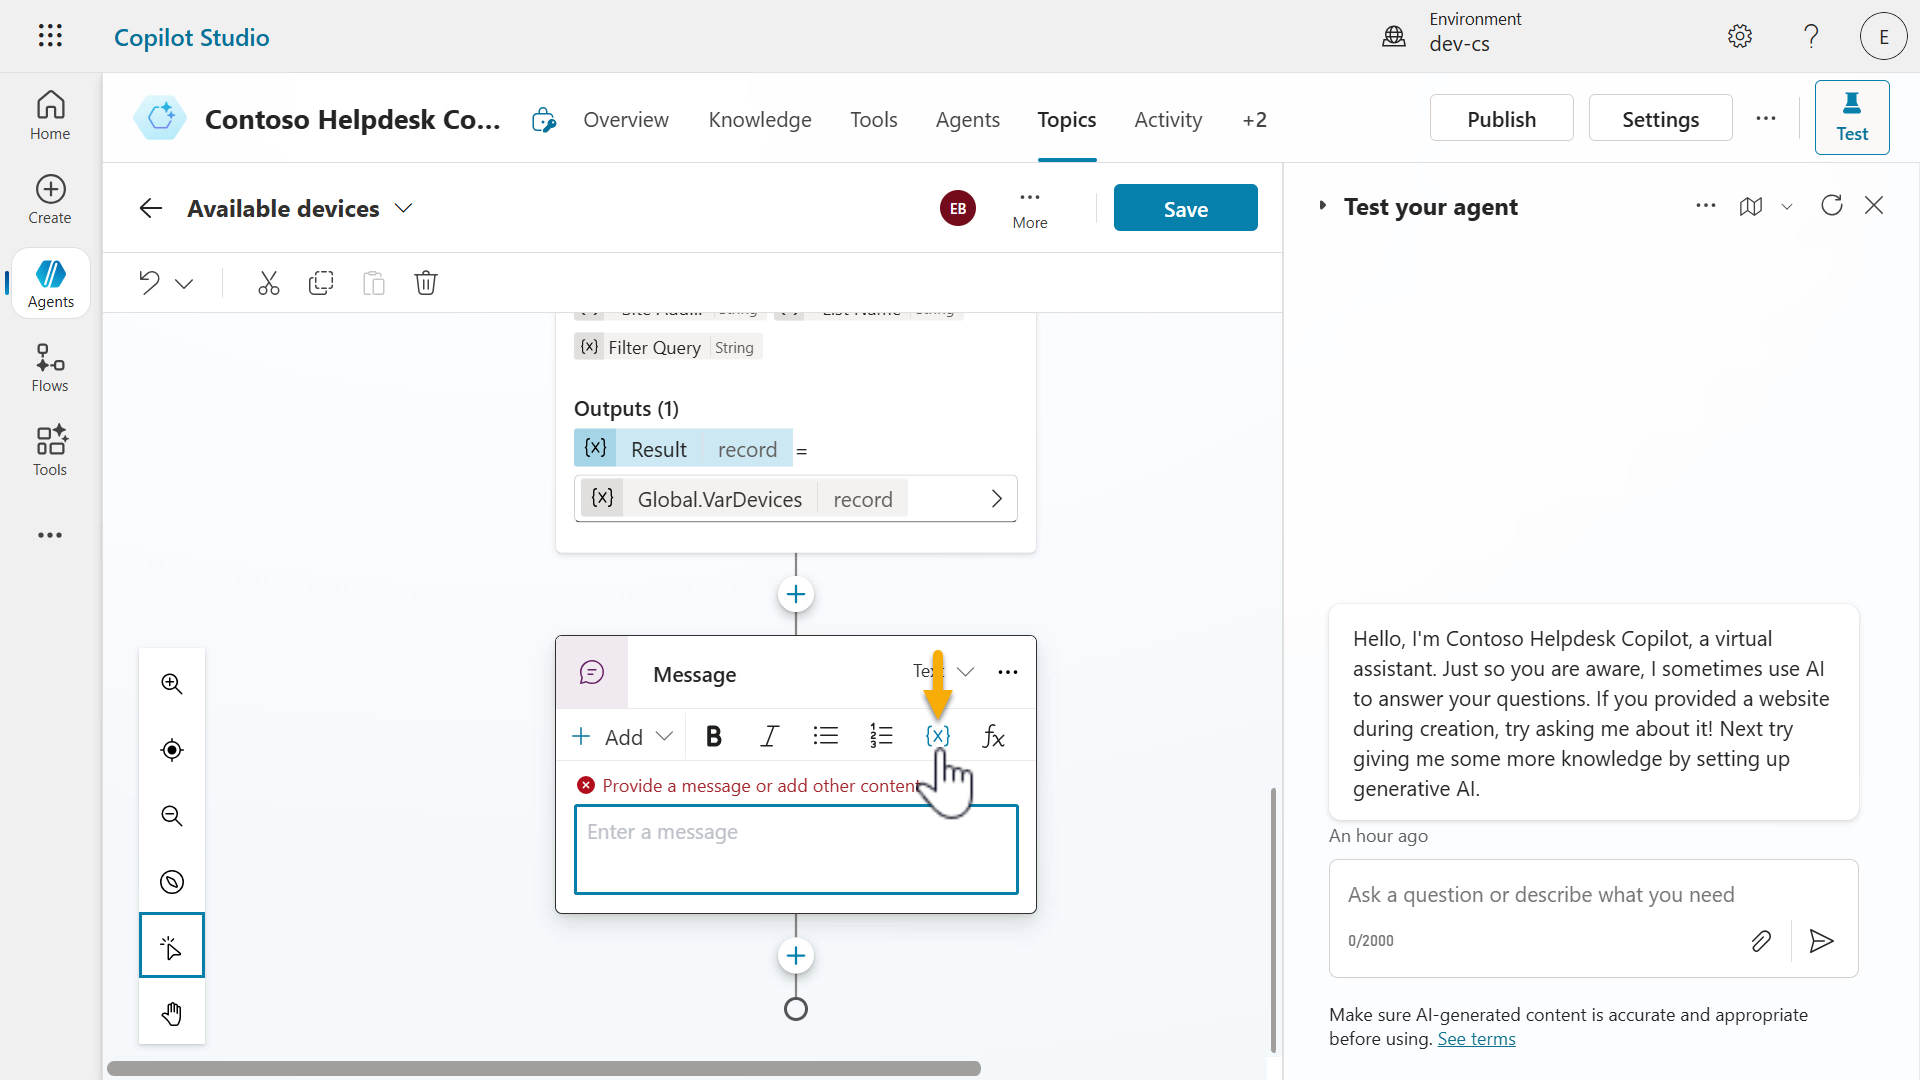 Copilot Studio
Environment
dev-cs
E
Home
Create
Agents
Flows
Tools
Contoso Helpdesk Co...
Overview
Knowledge
Tools
Agents
Topics
Activity
+2
Publish
Settings
Test
Available devices
EB
More
Save
List Name
{x} Filter Query String
Outputs (1)
{x} Result record =
{x} Global.VarDevices record
Message
Add
B
I
{x}
fx
Provide a message or add other content
Enter a message
Test your agent
Hello, I'm Contoso Helpdesk Copilot, a virtual
assistant. Just so you are aware, I sometimes use AI
to answer your questions. If you provided a website
during creation, try asking me about it! Next try
giving me some more knowledge by setting up
generative AI.
An hour ago
Ask a question or describe what you need
0/2000
Make sure AI-generated content is accurate and appropriate
before using. See terms